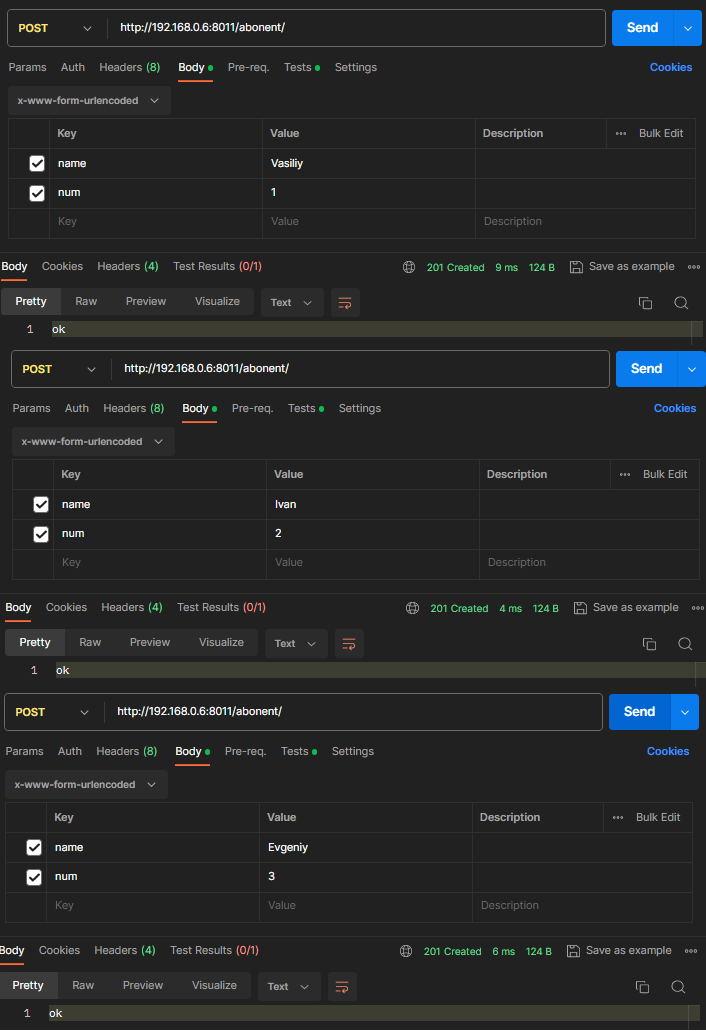 POST http://192.168.0.6:8011/abonent/ Send
Params Auth Headers (8) Body Pre-req. Tests Settings Cookies
x-www-form-urlencoded
Key Value Description ••• Bulk Edit
name Vasiliy
num 1
Key Value Description
Body Cookies Headers (4) Test Results (0/1) 201 Created 9 ms 124 B Save as example •••
Pretty Raw Preview Visualize Text
1 ok
POST http://192.168.0.6:8011/abonent/ Send
Params Auth Headers (8) Body Pre-req. Tests Settings Cookies
x-www-form-urlencoded
Key Value Description ••• Bulk Edit
name Ivan
num 2
Key Value Description
Body Cookies Headers (4) Test Results (0/1) 201 Created 4 ms 124 B Save as example •••
Pretty Raw Preview Visualize Text
1 ok
POST http://192.168.0.6:8011/abonent/ Send
Params Auth Headers (8) Body Pre-req. Tests Settings Cookies
x-www-form-urlencoded
Key Value Description ••• Bulk Edit
name Evgeniy
num 3
Key Value Description
Body Cookies Headers (4) Test Results (0/1) 201 Created 6 ms 124 B Save as example •••
Pretty Raw Preview Visualize Text
1 ok